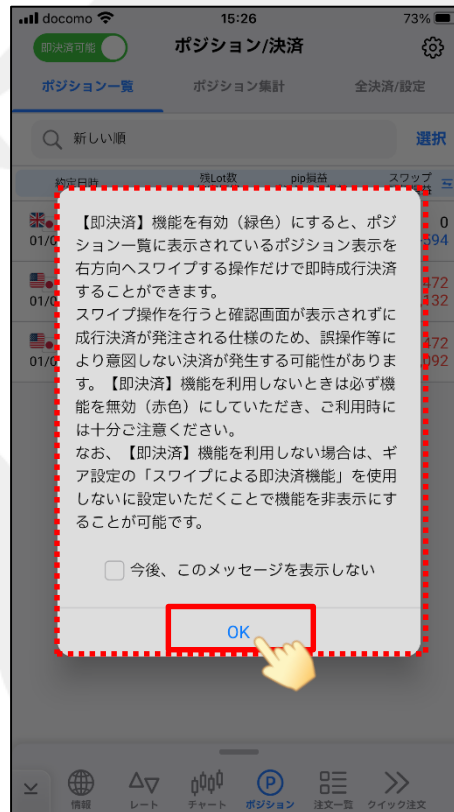 docomo 15:26 73%
即決済可能 ポジション/決済
ポジション一覧 ポジション集計 全決済/設定
新しい順 選択
約定日時 残Lot数 pip損益 スワップ
0
01/0 594
472
01/0 132
472
01/0 092
【即決済】機能を有効（緑色）にすると、ポジ
ション一覧に表示されているポジション表示を
右方向へスワイプする操作だけで即時成行決済
することができます。
スワイプ操作を行うと確認画面が表示されずに
成行決済が発注される仕様のため、誤操作等に
より意図しない決済が発生する可能性がありま
す。【即決済】機能を利用しないときは必ず機
能を無効（赤色）にしていただき、ご利用時に
は十分ご注意ください。
なお、【即決済】機能を利用しない場合は、ギ
ア設定の「スワイプによる即決済機能」を使用
しないに設定いただくことで機能を非表示にす
ることが可能です。
今後、このメッセージを表示しない
OK
情報 レート チャート ポジション 注文一覧 クイック注文